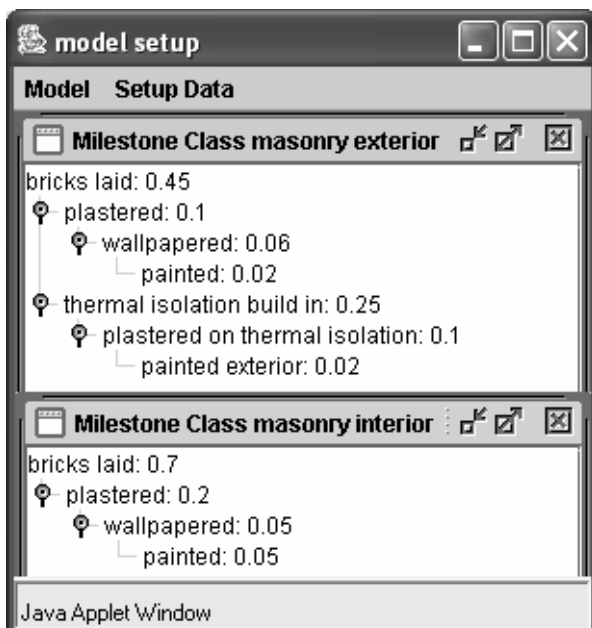 model setup
Model Setup Data
Milestone Class masonry exterior
bricks laid: 0.45
plastered: 0.1
wallpapered: 0.06
painted: 0.02
thermal isolation build in: 0.25
plastered on thermal isolation: 0.1
painted exterior: 0.02
Milestone Class masonry interior
bricks laid: 0.7
plastered: 0.2
wallpapered: 0.05
painted: 0.05
Java Applet Window